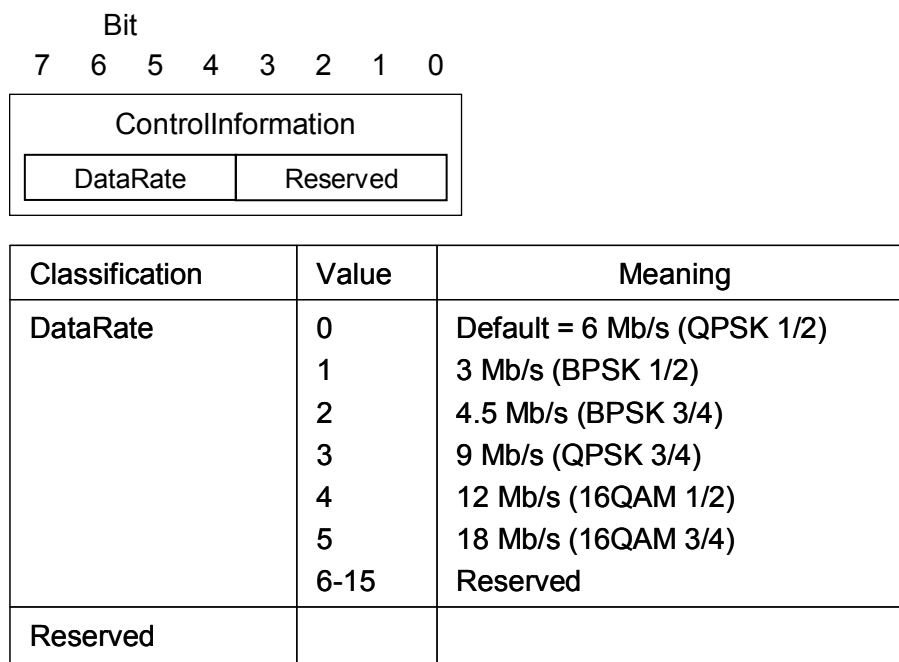 Bit
7 6 5 4 3 2 1 0
ControlInformation
DataRate Reserved
Classification Value Meaning
DataRate 0 Default = 6 Mb/s (QPSK 1/2)
1 3 Mb/s (BPSK 1/2)
2 4.5 Mb/s (BPSK 3/4)
3 9 Mb/s (QPSK 3/4)
4 12 Mb/s (16QAM 1/2)
5 18 Mb/s (16QAM 3/4)
6-15 Reserved
Reserved